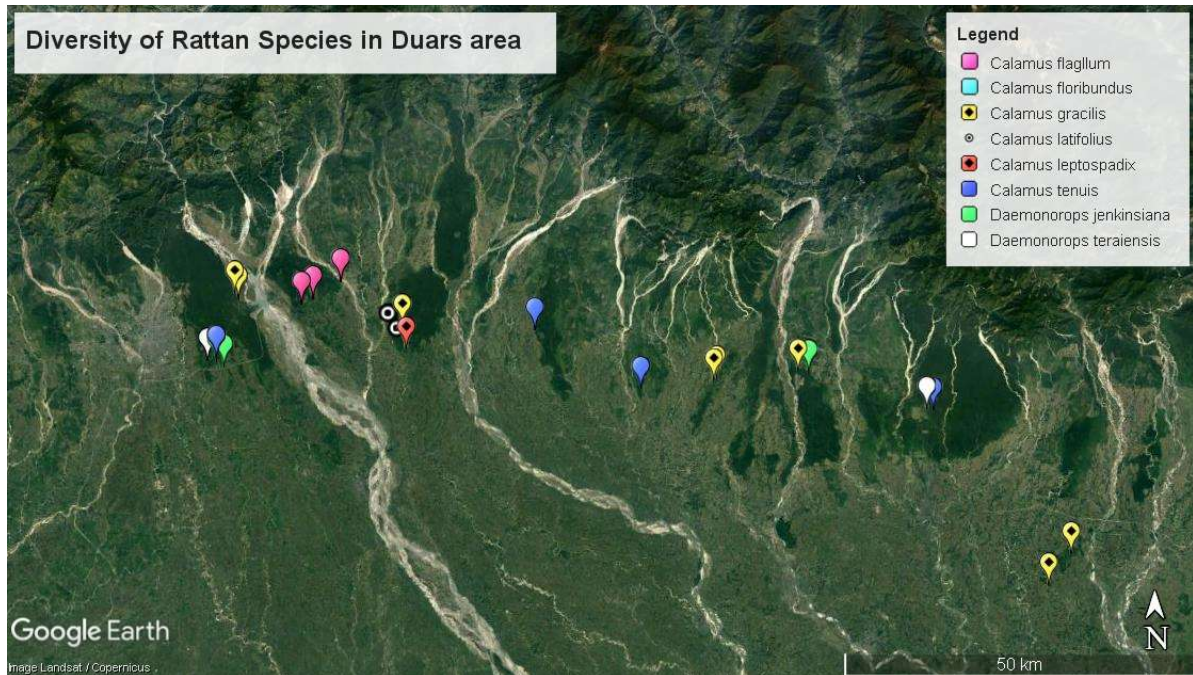 Diversity of Rattan Species in Duars area
Legend
Calamus flagllum
Calamus floribundus
Calamus gracilis
Calamus latifolius
Calamus leptospadix
Calamus tenuis
Daemonorops jenkinsiana
Daemonorops teraiensis
Google Earth
N
Image Landsat / Copernicus
50 km